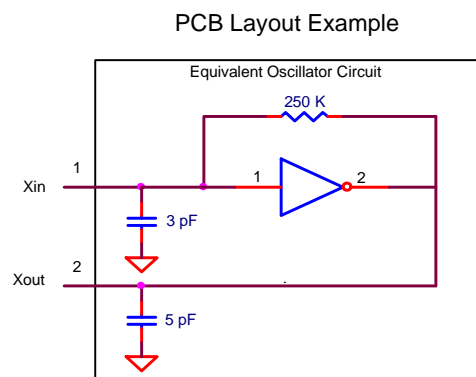 PCB Layout Example
Equivalent Oscillator Circuit
250 K
1
1
2
Xin
3 pF
2
Xout
5 pF